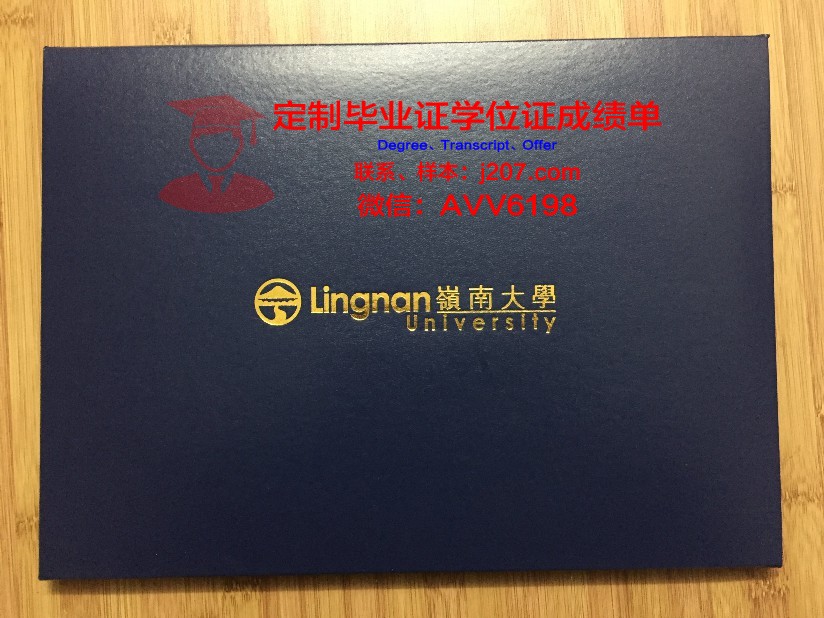 定制毕业证学位证成绩单
Degree、Transcript、Offer
联系、样本：j207.com
微信：AVV6198
Lingnan 嶺南大學
University